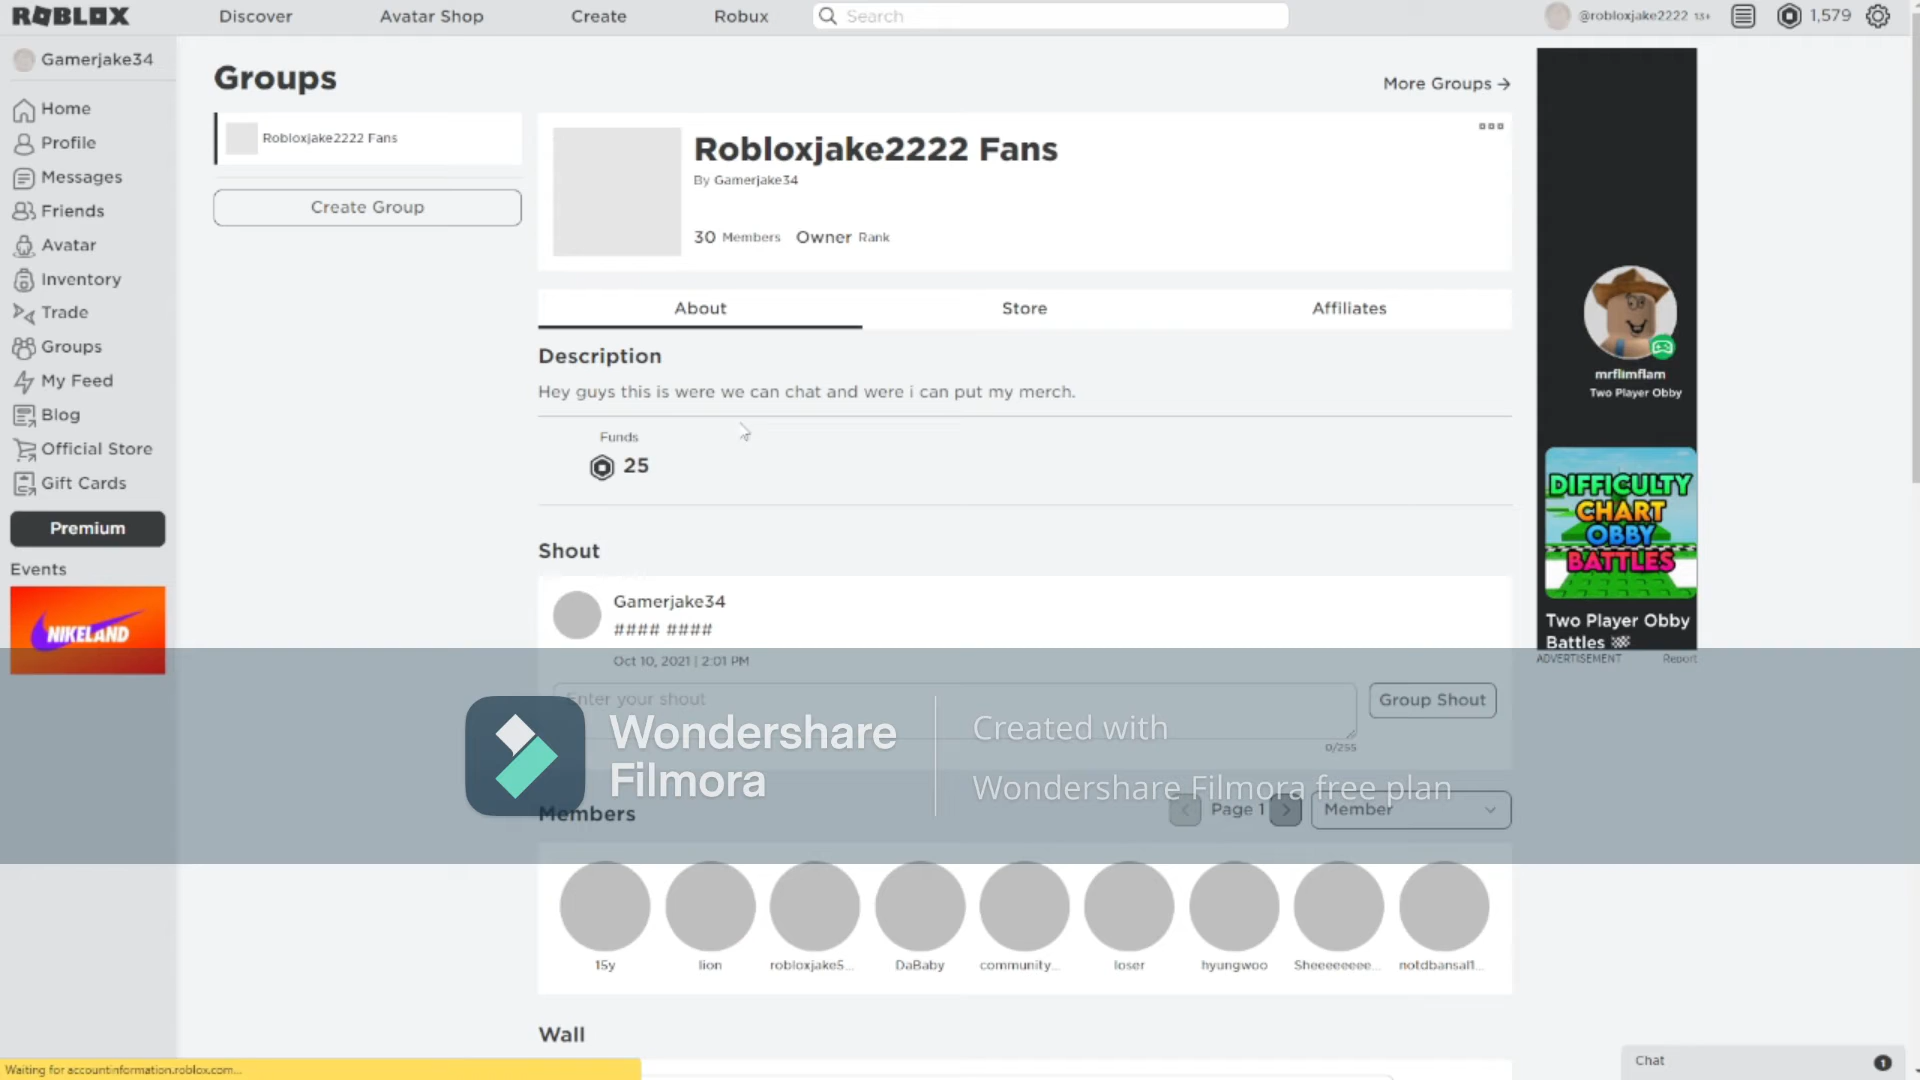 ROBLOX
Discover
Avatar Shop
Create
Robux
Search
@robloxjake2222 13+
1,579
Gamerjake34
Home
Profile
Messages
Friends
Avatar
Inventory
Trade
Groups
My Feed
Blog
Official Store
Gift Cards
Premium
Events
NIKELAND
Groups
More Groups →
Robloxjake2222 Fans
Create Group
Robloxjake2222 Fans
By Gamerjake34
30 Members Owner Rank
About
Store
Affiliates
Description
Hey guys this is were we can chat and were i can put my merch.
Funds
25
Shout
Gamerjake34
#### ####
Oct 10, 2021 | 2:01 PM
Enter your shout
Group Shout
0/255
Wondershare
Filmora
Created with
Wondershare Filmora free plan
Members
Page 1
Member
15y
lion
robloxjake5...
DaBaby
community...
loser
hyungwoo
Sheeeeeeee...
notdbansal1...
Wall
mrflimflam
Two Player Obby
DIFFICULTY
CHART
OBBY
BATTLES
Two Player Obby
Battles
ADVERTISEMENT
Report
Waiting for accountinformation.roblox.com...
Chat
1